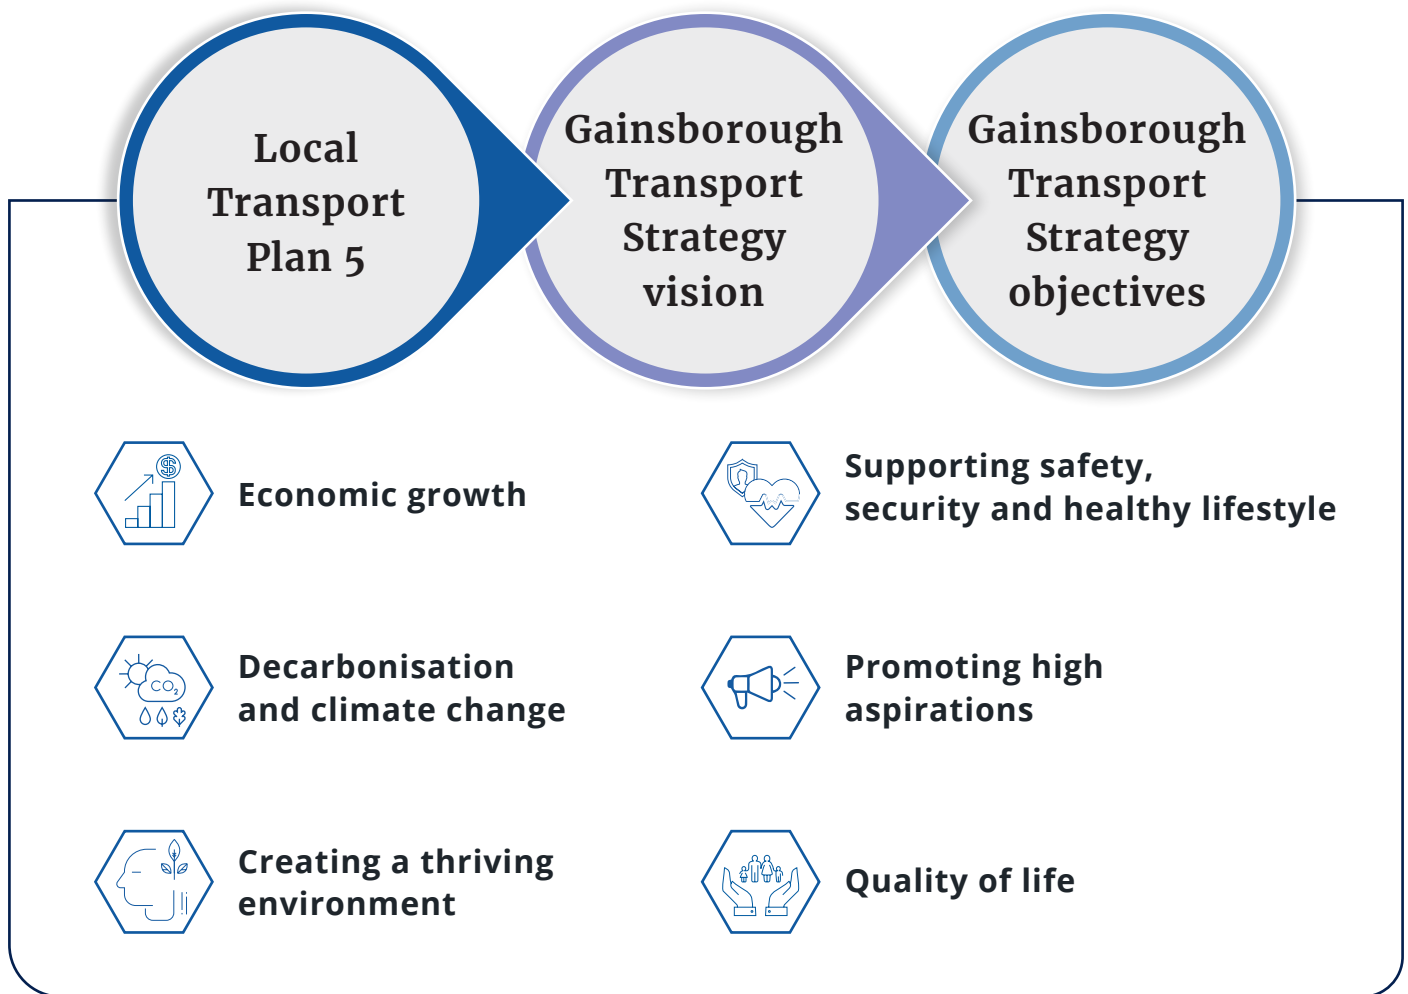 Local
Transport
Plan 5
Gainsborough
Transport
Strategy
vision
Gainsborough
Transport
Strategy
objectives
$
Economic growth
Supporting safety,
security and healthy lifestyle
CO₂
Decarbonisation
and climate change
Promoting high
aspirations
Creating a thriving
environment
Quality of life